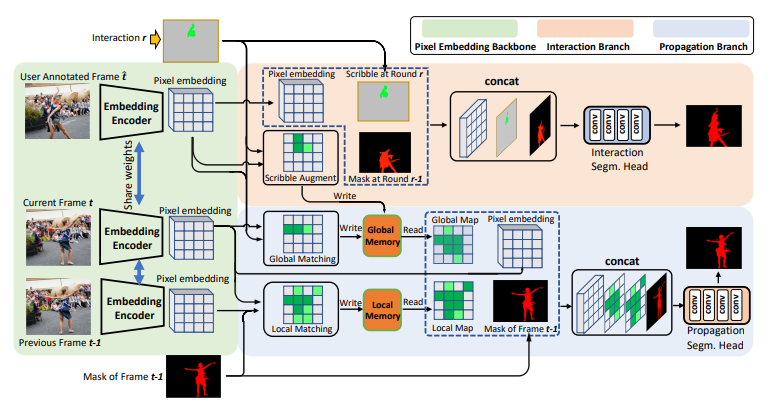 Interaction r
Pixel Embedding Backbone
Interaction Branch
Propagation Branch
User Annotated Frame t̂
Pixel embedding
Embedding
Encoder
Pixel embedding
Scribble at Round r
Mask at Round r-1
Scribble Augment
concat
CONV
CONV
CONV
CONV
Interaction
Segm. Head
Share weights
Write
Current Frame t
Pixel embedding
Embedding
Encoder
Global Matching
Write
Global
Memory
Read
Global Map
Pixel embedding
Pixel embedding
Embedding
Encoder
Previous Frame t-1
Local Matching
Write
Local
Memory
Read
Local Map
Mask of Frame t-1
concat
CONV
CONV
CONV
CONV
Propagation
Segm. Head
Mask of Frame t-1